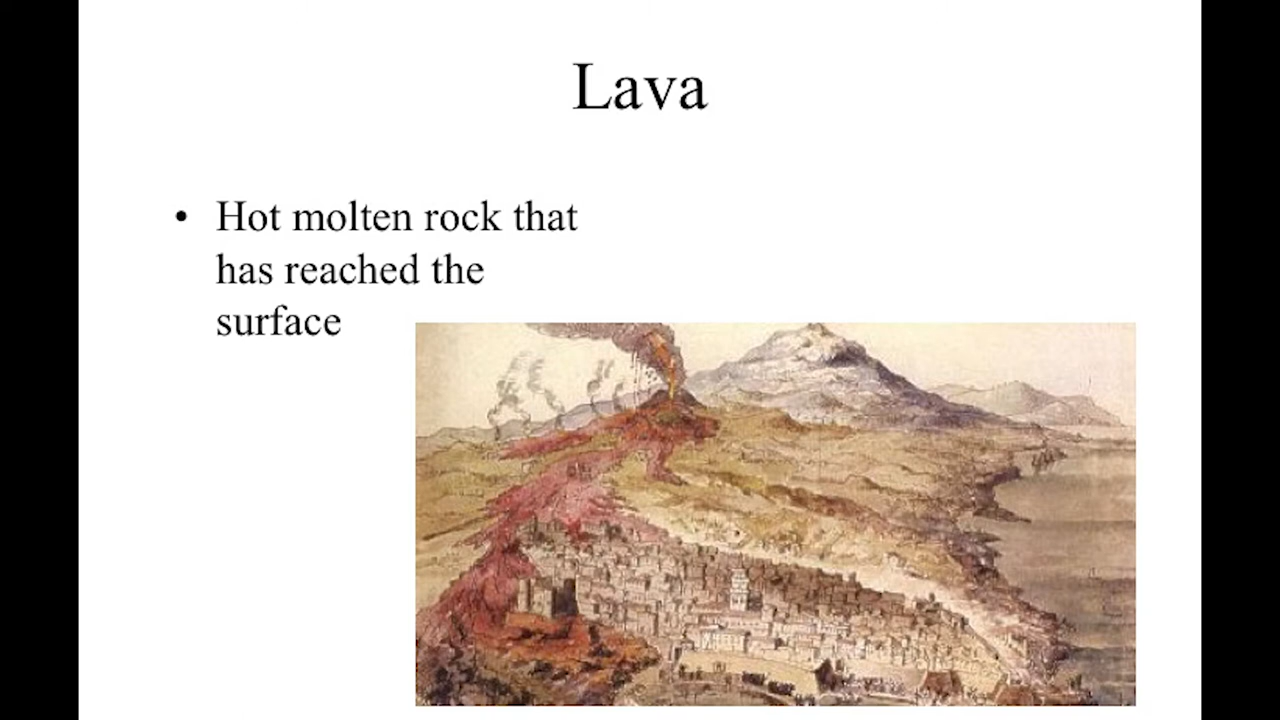 Lava
• Hot molten rock that
has reached the
surface